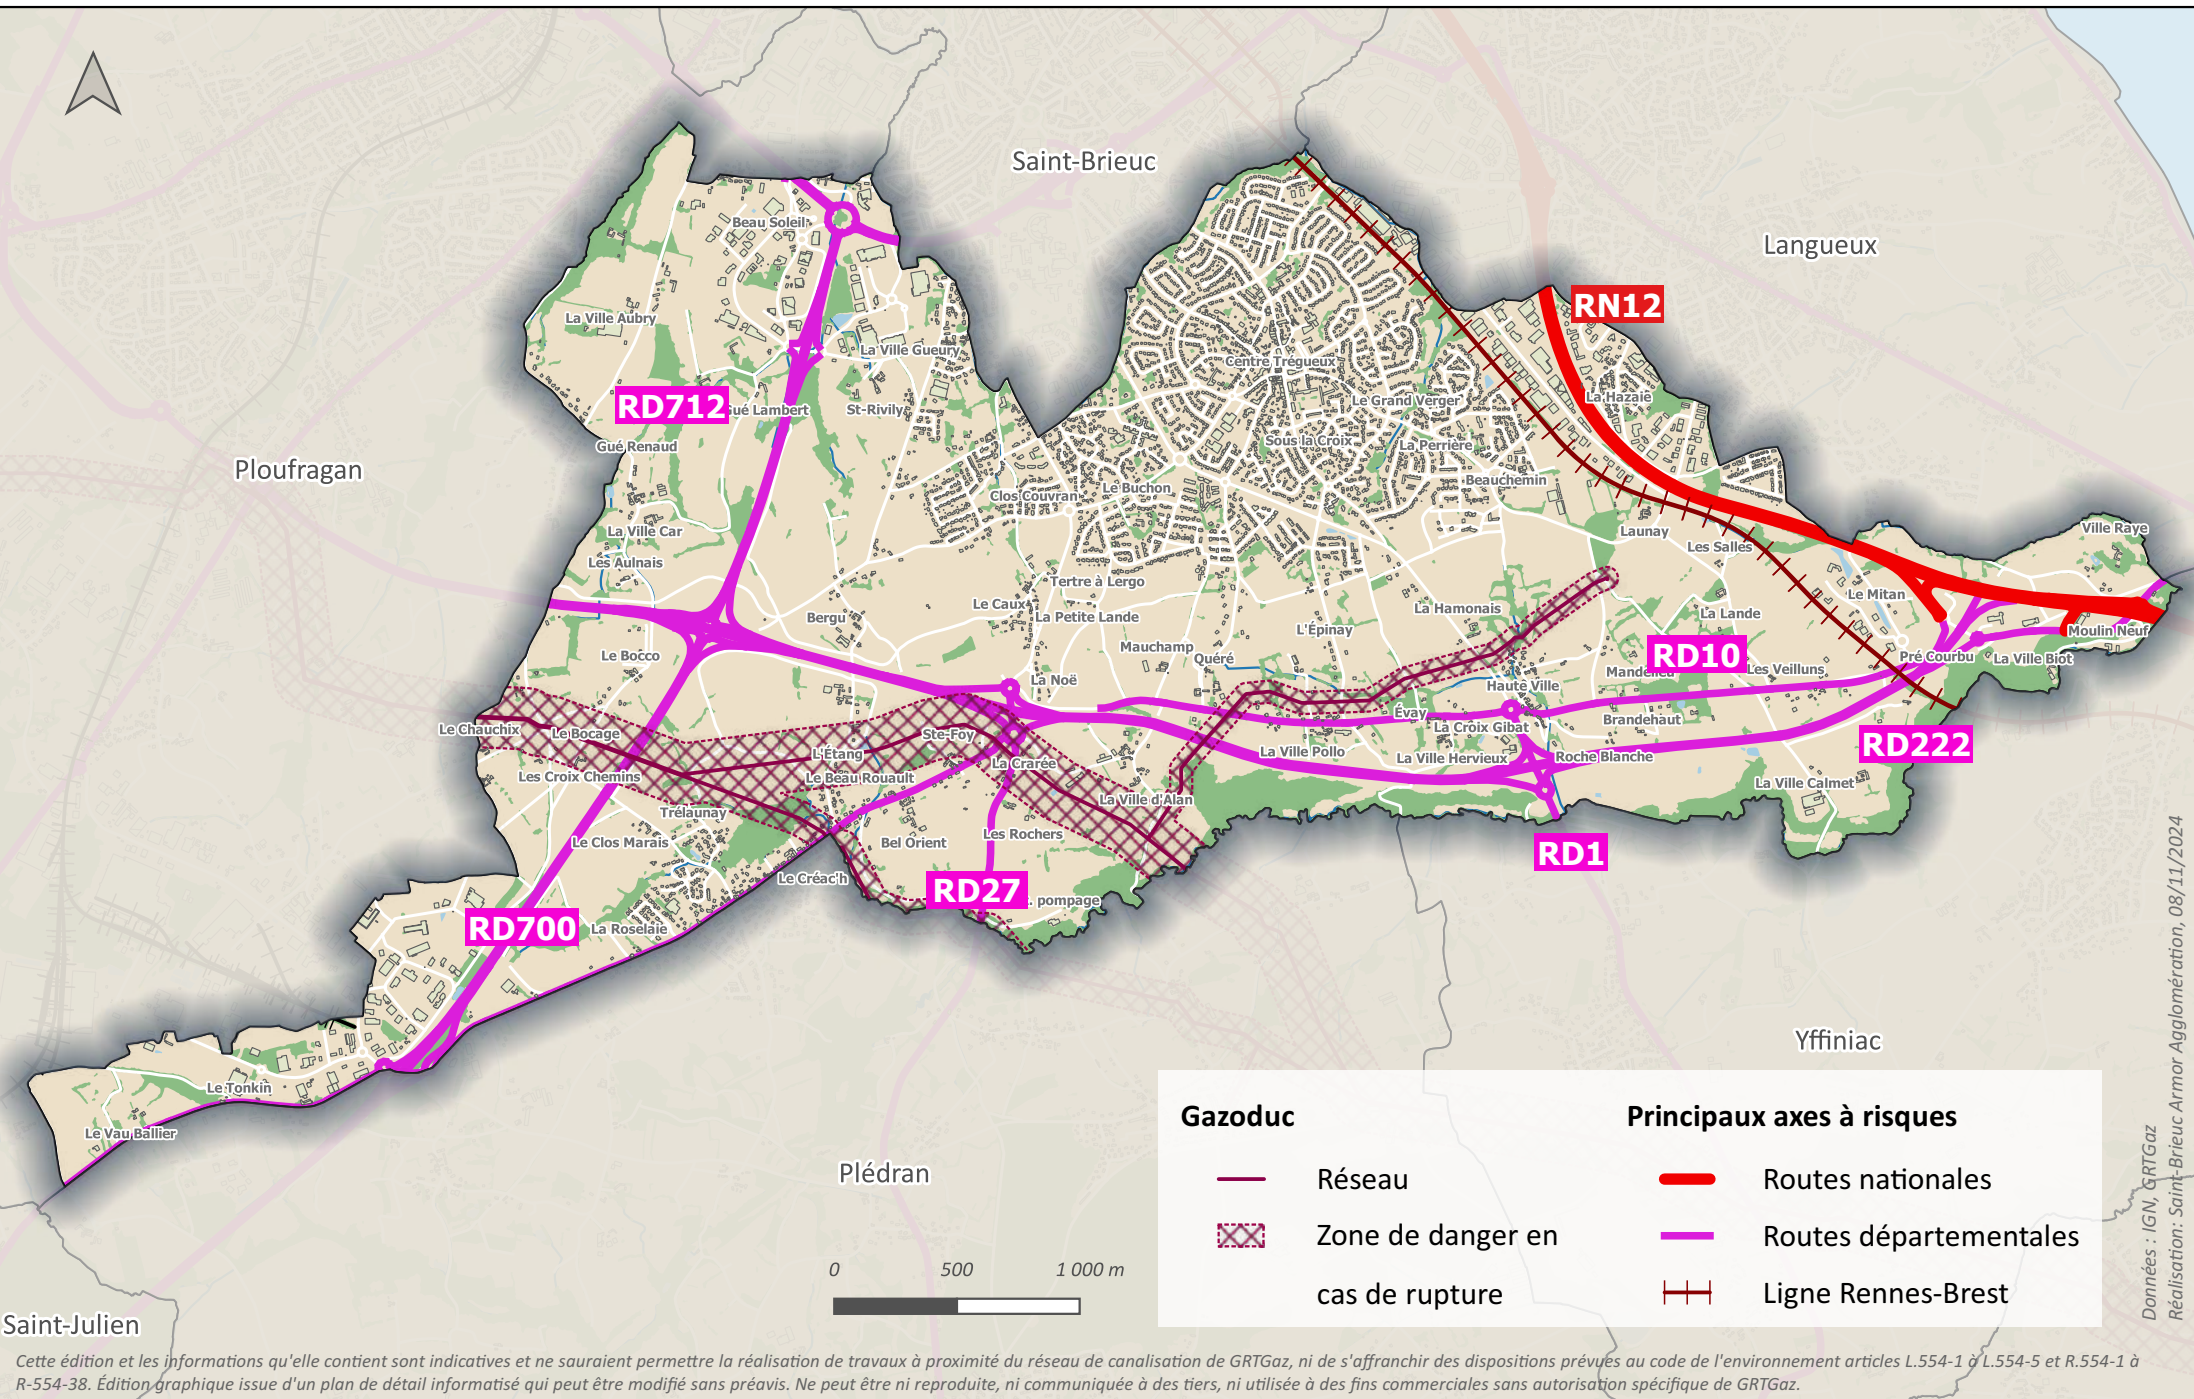 Saint-Brieuc
Langueux
RN12
Beau Soleil
La Ville Aubry
La Ville Gueury
Centre Trégueux
La Hazaie
RD712
Gué Lambert
St-Rivily
Le Grand Verger
Gué Renaud
Sous la Croix
La Perrière
Ploufragan
Beauchemin
Clos Couvran
Le Buchon
La Ville Car
Launay
Les Salles
Ville Raye
Les Aulnais
Tertre à Lergo
Le Mitan
Le Caux
La Petite Lande
Bergu
La Hamonais
La Lande
L'Épinay
Moulin Neuf
Le Bocco
Mauchamp
Quéré
RD10
Mandéneu
Les Veilluns
Pré Courbu
La Ville Biot
La Noë
Haute Ville
Évay
Brandehaut
Le Chauchix
Le Bocage
Ste-Foy
La Croix Gibat
RD222
L'Étang
La Crarée
La Ville Pollo
La Ville Hervieux
Roche Blanche
Les Croix Chemins
Le Beau Rouault
La Ville Calmet
Trélaunay
La Ville d'Alan
Les Rochers
Le Clos Marais
Bel Orient
RD1
Le Créac'h
RD27
. pompage
RD700
La Roselaie
Yffiniac
Le Tonkin
Le Vau Ballier
Plédran
Saint-Julien
Gazoduc
Réseau
Zone de danger en
cas de rupture
Principaux axes à risques
Routes nationales
Routes départementales
Ligne Rennes-Brest
0 500 1 000 m
Données : IGN, GRTGaz
Réalisation: Saint-Brieuc Armor Agglomération, 08/11/2024
Cette édition et les informations qu'elle contient sont indicatives et ne sauraient permettre la réalisation de travaux à proximité du réseau de canalisation de GRTGaz, ni de s'affranchir des dispositions prévues au code de l'environnement articles L.554-1 à L.554-5 et R.554-1 à
R-554-38. Édition graphique issue d'un plan de détail informatisé qui peut être modifié sans préavis. Ne peut être ni reproduite, ni communiquée à des tiers, ni utilisée à des fins commerciales sans autorisation spécifique de GRTGaz.